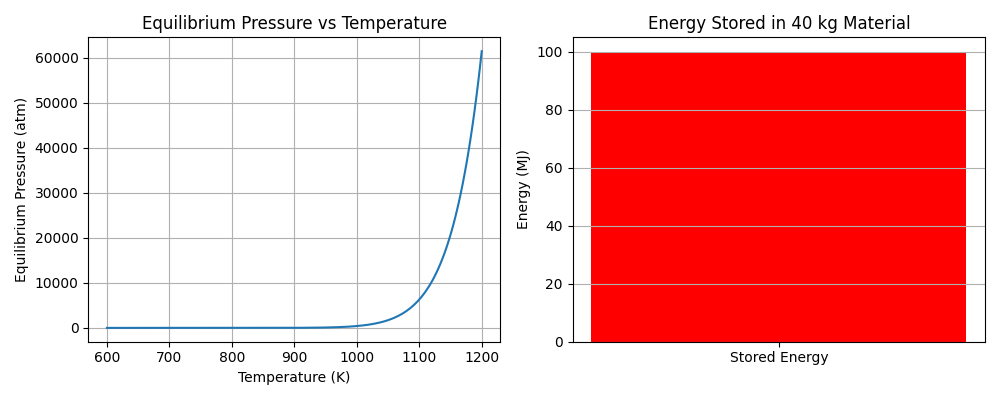 Equilibrium Pressure vs Temperature
Equilibrium Pressure (atm)
60000
50000
40000
30000
20000
10000
0
600 700 800 900 1000 1100 1200
Temperature (K)
Energy Stored in 40 kg Material
Energy (MJ)
100
80
60
40
20
0
Stored Energy